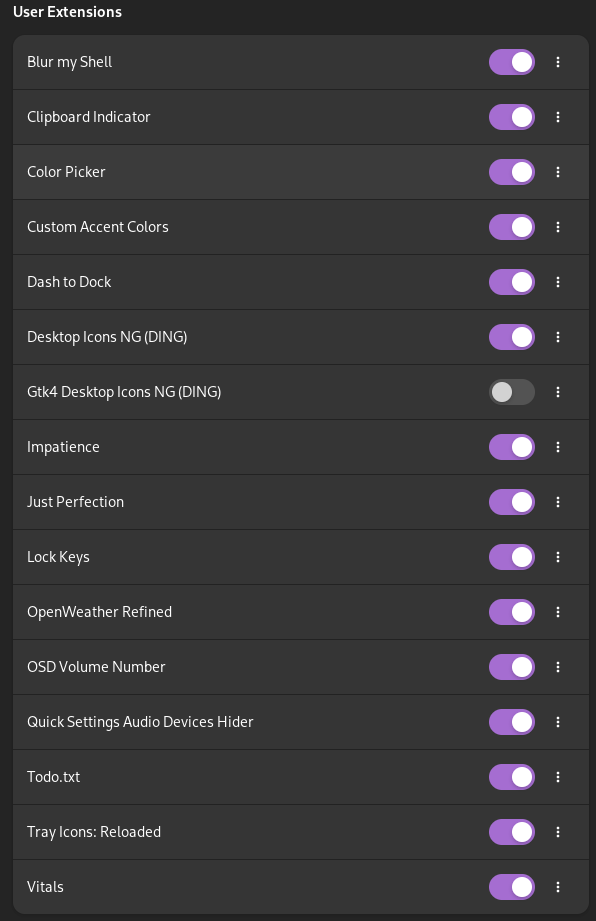 User Extensions
Blur my Shell
Clipboard Indicator
Color Picker
Custom Accent Colors
Dash to Dock
Desktop Icons NG (DING)
Gtk4 Desktop Icons NG (DING)
Impatience
Just Perfection
Lock Keys
OpenWeather Refined
OSD Volume Number
Quick Settings Audio Devices Hider
Todo.txt
Tray Icons: Reloaded
Vitals